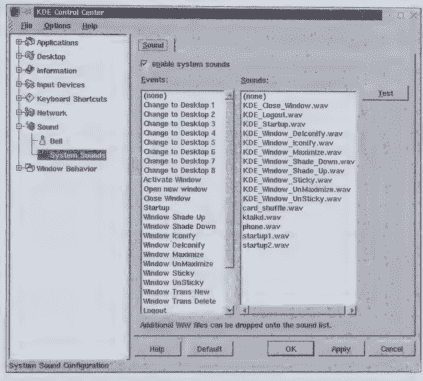 KDE Control Center
File Options Help
Applications
Desktop
Information
Input Devices
Keyboard Shortcuts
Network
Sound
Bell
System Sounds
Window Behavior
Sound
enable system sounds
Events:
(none)
Change to Desktop 1
Change to Desktop 2
Change to Desktop 3
Change to Desktop 4
Change to Desktop 5
Change to Desktop 6
Change to Desktop 7
Change to Desktop 8
Activate Window
Open new window
Close Window
Startup
Window Shade Up
Window Shade Down
Window Iconify
Window DeIconify
Window Maximize
Window UnMaximize
Window Sticky
Window UnSticky
Window Trans New
Window Trans Delete
Logout
Sounds:
(none)
KDE_Close_Window.wav
KDE_Logout.wav
KDE_Startup.wav
KDE_Window_DeIconify.wav
KDE_Window_Iconify.wav
KDE_Window_Maximize.wav
KDE_Window_Shade_Down.wav
KDE_Window_Shade_Up.wav
KDE_Window_Sticky.wav
KDE_Window_UnMaximize.wav
KDE_Window_UnSticky.wav
card_shuffle.wav
ktalkd.wav
phone.wav
startup1.wav
startup2.wav
Test
Additional WAV files can be dropped onto the sound list.
Help Default OK Apply Cancel
System Sound Configuration